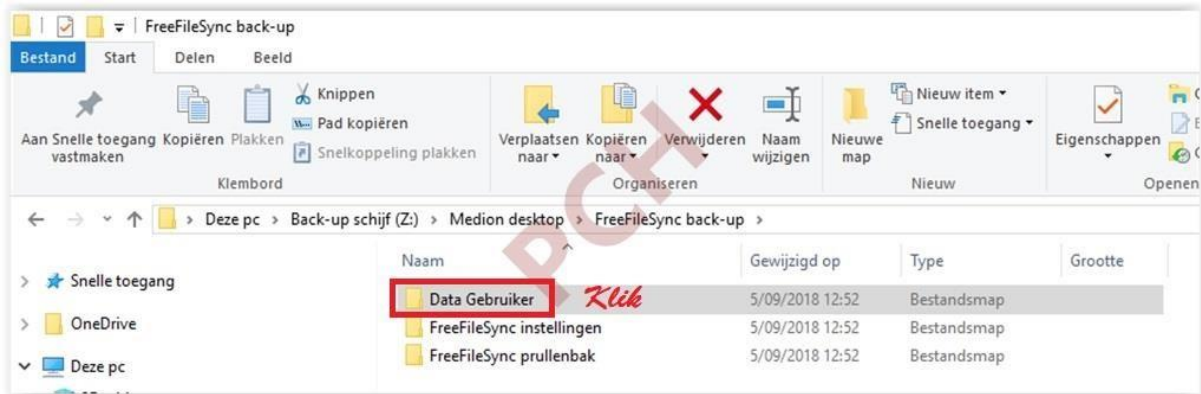 FreeFileSync back-up
Bestand Start Delen Beeld
Aan Snelle toegang vastmaken
Kopiëren
Plakken
Knippen
Pad kopiëren
Snelkoppeling plakken
Klembord
Verplaatsen naar
Kopiëren naar
Verwijderen
Naam wijzigen
Organiseren
Nieuwe map
Nieuw item
Snelle toegang
Nieuw
Eigenschappen
Openen
PCH
Deze pc > Back-up schijf (Z:) > Medion desktop > FreeFileSync back-up >
Snelle toegang
OneDrive
Deze pc
Naam Gewijzigd op Type Grootte
Data Gebruiker Klik 5/09/2018 12:52 Bestandsmap
FreeFileSync instellingen 5/09/2018 12:52 Bestandsmap
FreeFileSync prullenbak 5/09/2018 12:52 Bestandsmap